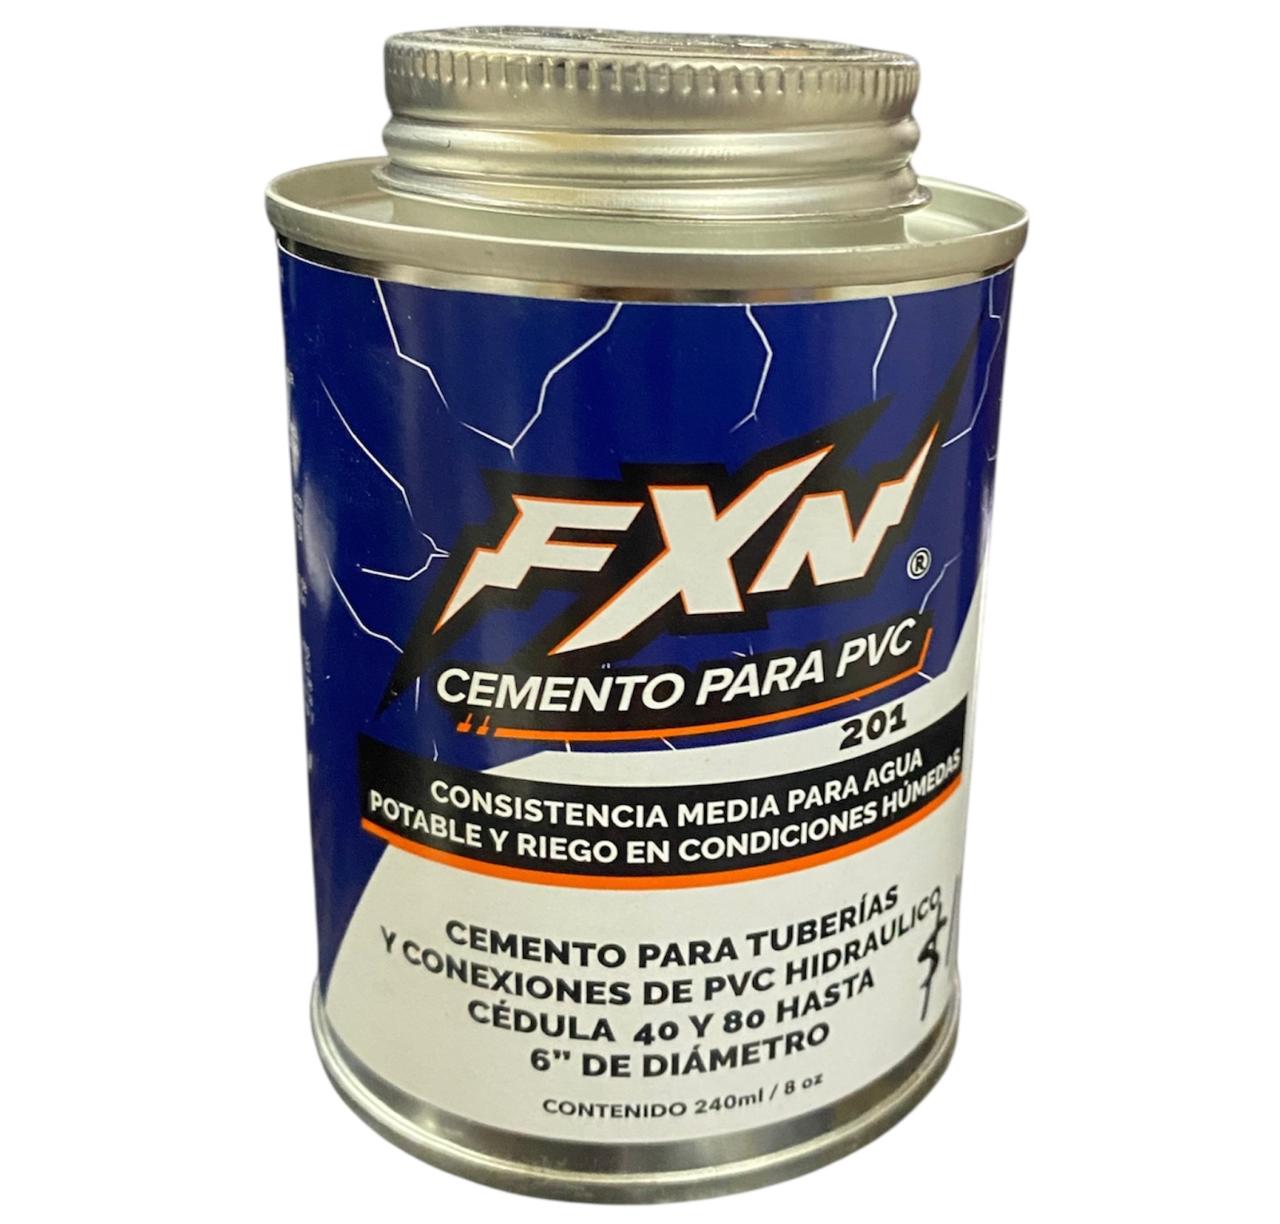 FXN
®
CEMENTO PARA PVC
201
CONSISTENCIA MEDIA PARA AGUA
POTABLE Y RIEGO EN CONDICIONES HÚMEDAS
CEMENTO PARA TUBERÍAS
Y CONEXIONES DE PVC HIDRAULICO
CÉDULA 40 Y 80 HASTA
6" DE DIÁMETRO
CONTENIDO 240ml / 8 oz